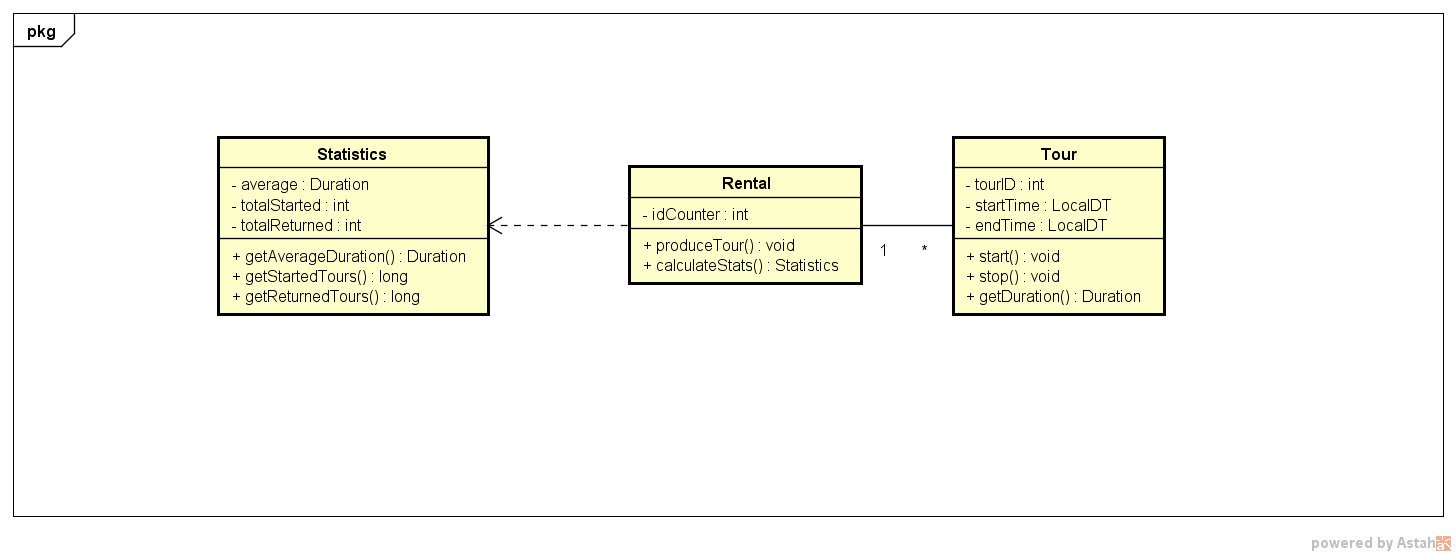 pkg
Statistics
- average : Duration
- totalStarted : int
- totalReturned : int
+ getAverageDuration() : Duration
+ getStartedTours() : long
+ getReturnedTours() : long
Rental
- idCounter : int
+ produceTour() : void
+ calculateStats() : Statistics
1
*
Tour
- tourID : int
- startTime : LocalDT
- endTime : LocalDT
+ start() : void
+ stop() : void
+ getDuration() : Duration
powered by Astah